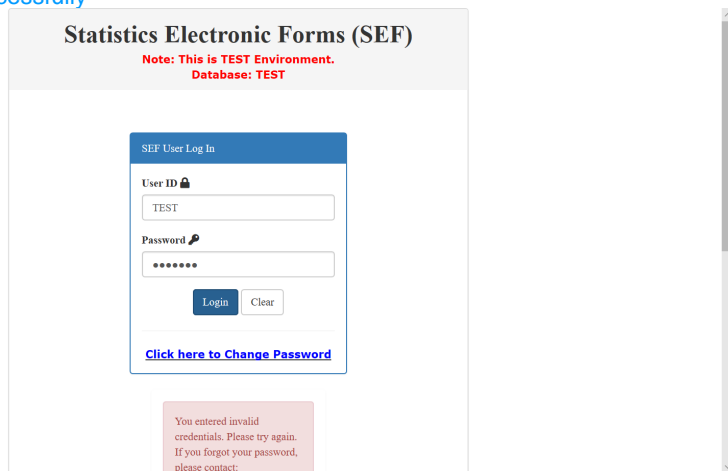 Statistics Electronic Forms (SEF)
Note: This is TEST Environment.
Database: TEST
SEF User Log In
User ID
TEST
Password
Login Clear
Click here to Change Password
You entered invalid
credentials. Please try again.
If you forgot your password,
please contact: